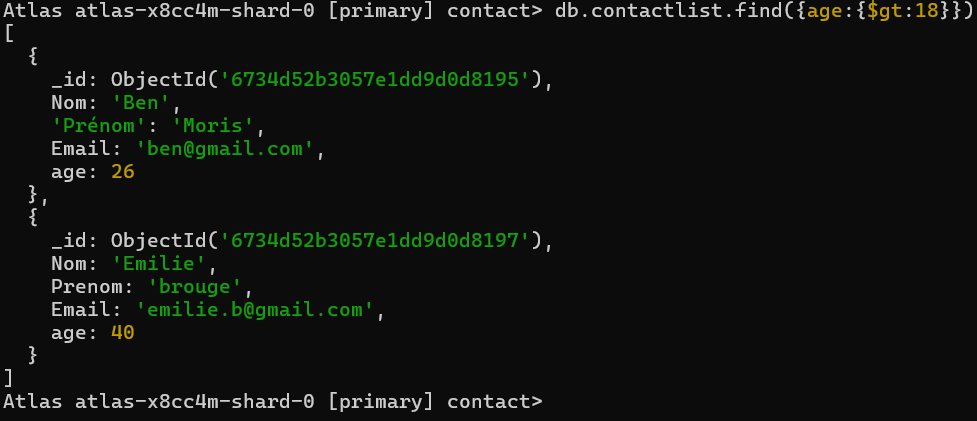 Atlas atlas-x8cc4m-shard-0 [primary] contact> db.contactlist.find({age:{$gt:18}})
[
  {
    _id: ObjectId('6734d52b3057e1dd9d0d8195'),
    Nom: 'Ben',
    'Prénom': 'Moris',
    Email: 'ben@gmail.com',
    age: 26
  },
  {
    _id: ObjectId('6734d52b3057e1dd9d0d8197'),
    Nom: 'Emilie',
    Prenom: 'brouge',
    Email: 'emilie.b@gmail.com',
    age: 40
  }
]
Atlas atlas-x8cc4m-shard-0 [primary] contact>